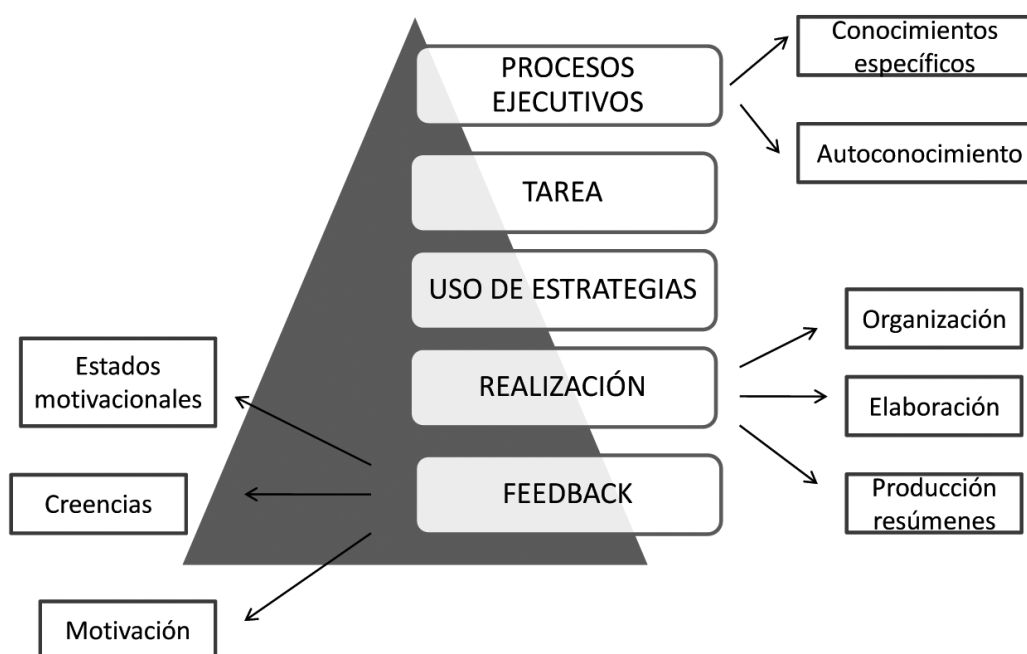 PROCESOS
EJECUTIVOS
Conocimientos
específicos
Autoconocimiento
TAREA
USO DE ESTRATEGIAS
REALIZACIÓN
Organización
Elaboración
Producción
resúmenes
FEEDBACK
Estados
motivacionales
Creencias
Motivación